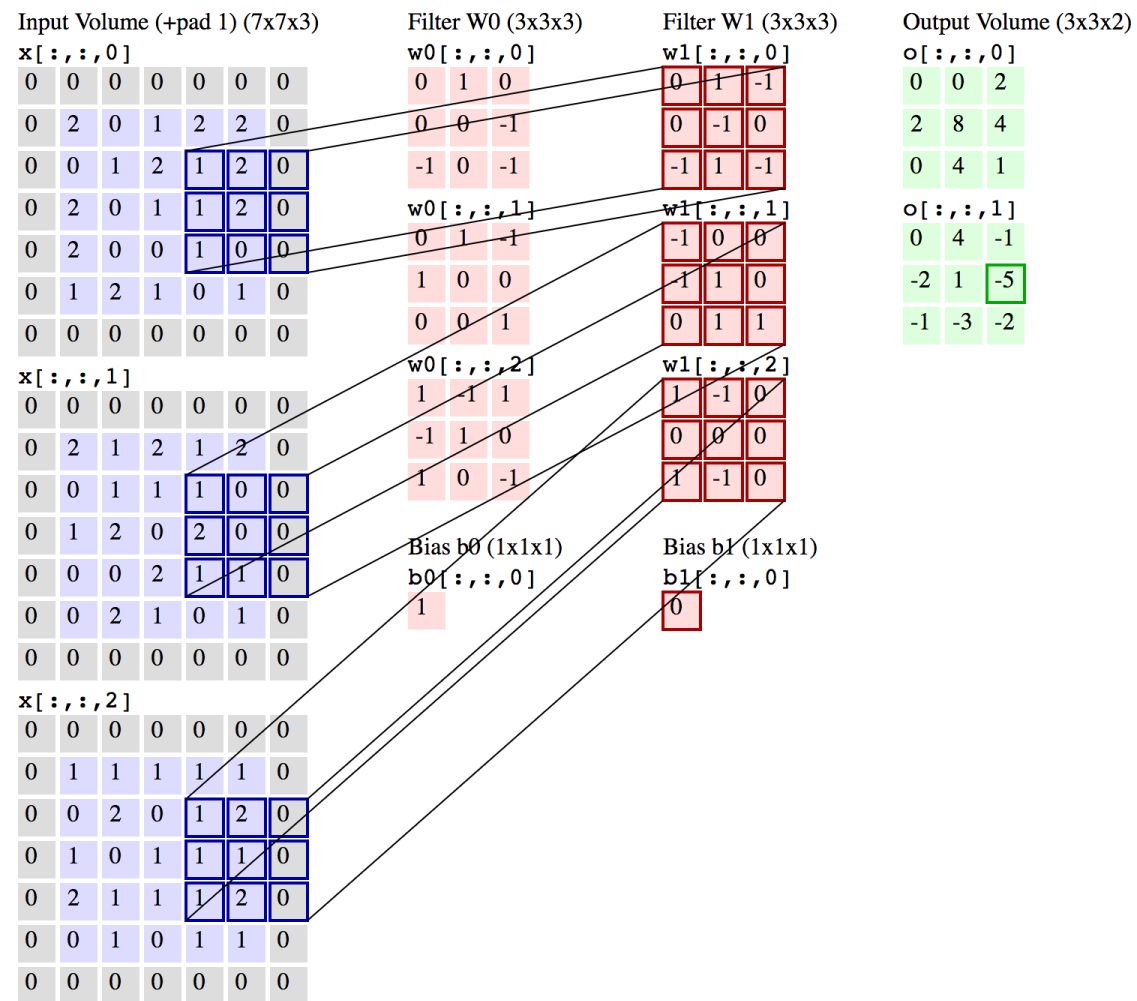 Input Volume (+pad 1) (7x7x3)
x[:,:,0]
0 0 0 0 0 0 0
0 2 0 1 2 2 0
0 0 1 2 1 2 0
0 2 0 1 1 2 0
0 2 0 0 1 0 0
0 1 2 1 0 1 0
0 0 0 0 0 0 0
x[:,:,1]
0 0 0 0 0 0 0
0 2 1 2 1 2 0
0 0 1 1 1 0 0
0 1 2 0 2 0 0
0 0 0 2 1 1 0
0 0 2 1 0 1 0
0 0 0 0 0 0 0
x[:,:,2]
0 0 0 0 0 0 0
0 1 1 1 1 1 0
0 0 2 0 1 2 0
0 1 0 1 1 1 0
0 2 1 1 1 2 0
0 0 1 0 1 1 0
0 0 0 0 0 0 0
Filter W0 (3x3x3)
w0[:,:,0]
0 1 0
0 0 -1
-1 0 -1
w0[:,:,1]
0 1 -1
1 0 0
0 0 1
w0[:,:,2]
1 -1 1
-1 1 0
1 0 -1
Bias b0 (1x1x1)
b0[:,:,0]
1
Filter W1 (3x3x3)
w1[:,:,0]
0 1 -1
0 -1 0
-1 1 -1
w1[:,:,1]
-1 0 0
-1 1 0
0 1 1
w1[:,:,2]
1 -1 0
0 0 0
1 -1 0
Bias b1 (1x1x1)
b1[:,:,0]
0
Output Volume (3x3x2)
o[:,:,0]
0 0 2
2 8 4
0 4 1
o[:,:,1]
0 4 -1
-2 1 -5
-1 -3 -2